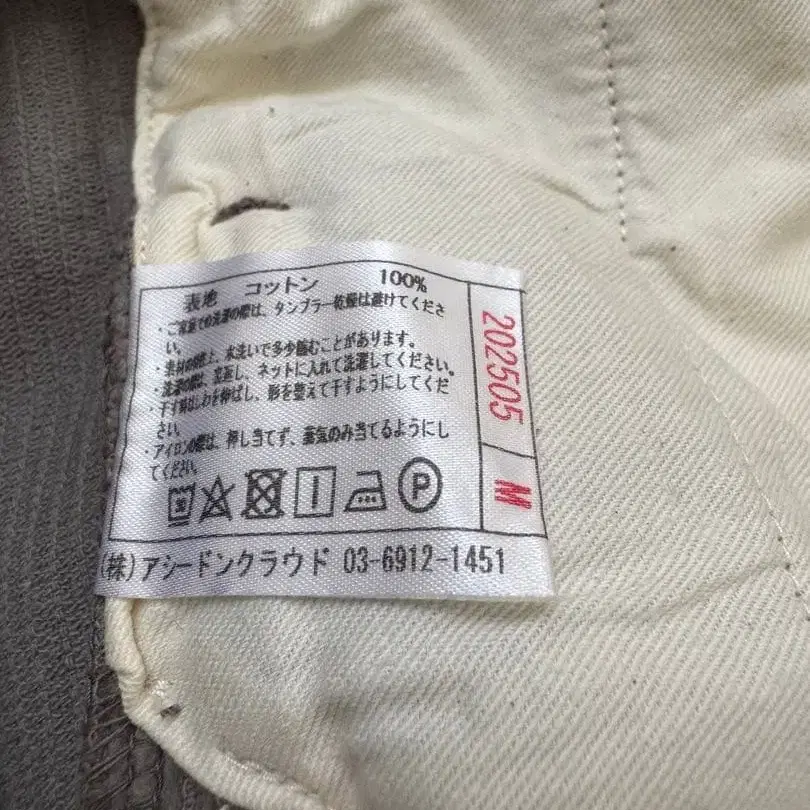 表地 コットン 100%
・ご家庭での洗濯の際は、タンブラー乾燥は避けてくださ
い。
・素材の特性上、水洗いで多少縮むことがあります。
・洗濯の際は、裏返し、ネットに入れて洗濯してください。
・干す時はしわを伸ばし、形を整えて干すようにしてくだ
さい。
・アイロンの際は、押し当てず、蒸気のみ当てるようにし
てください。
P
(株)アシードンクラウド 03-6912-1451
202505
M